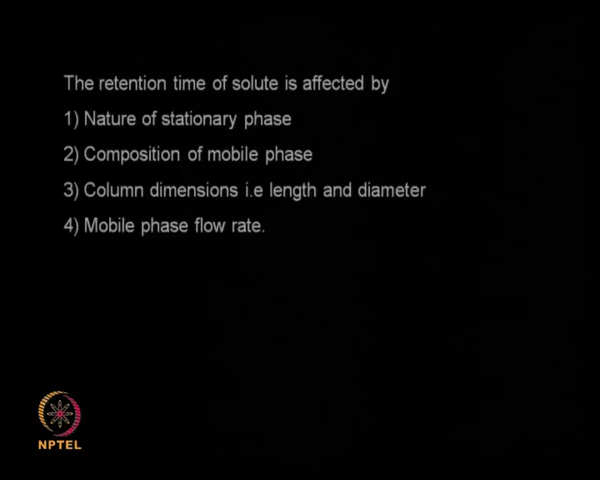 The retention time of solute is affected by
1) Nature of stationary phase
2) Composition of mobile phase
3) Column dimensions i.e length and diameter
4) Mobile phase flow rate.
NPTEL